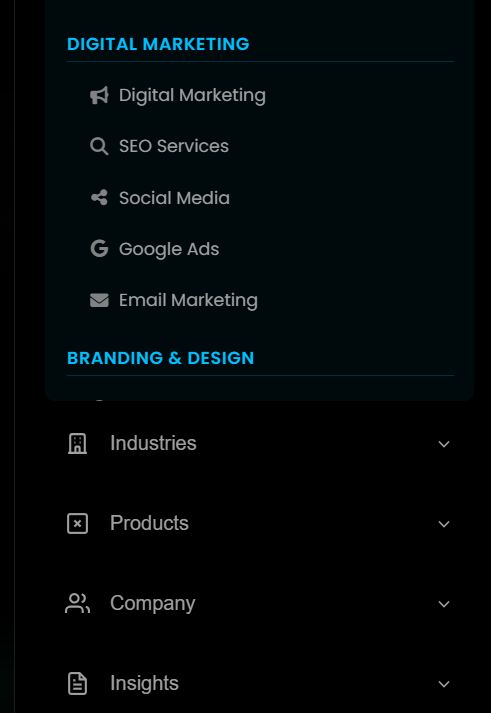 DIGITAL MARKETING
Digital Marketing
SEO Services
Social Media
Google Ads
Email Marketing
BRANDING & DESIGN
Industries
Products
Company
Insights